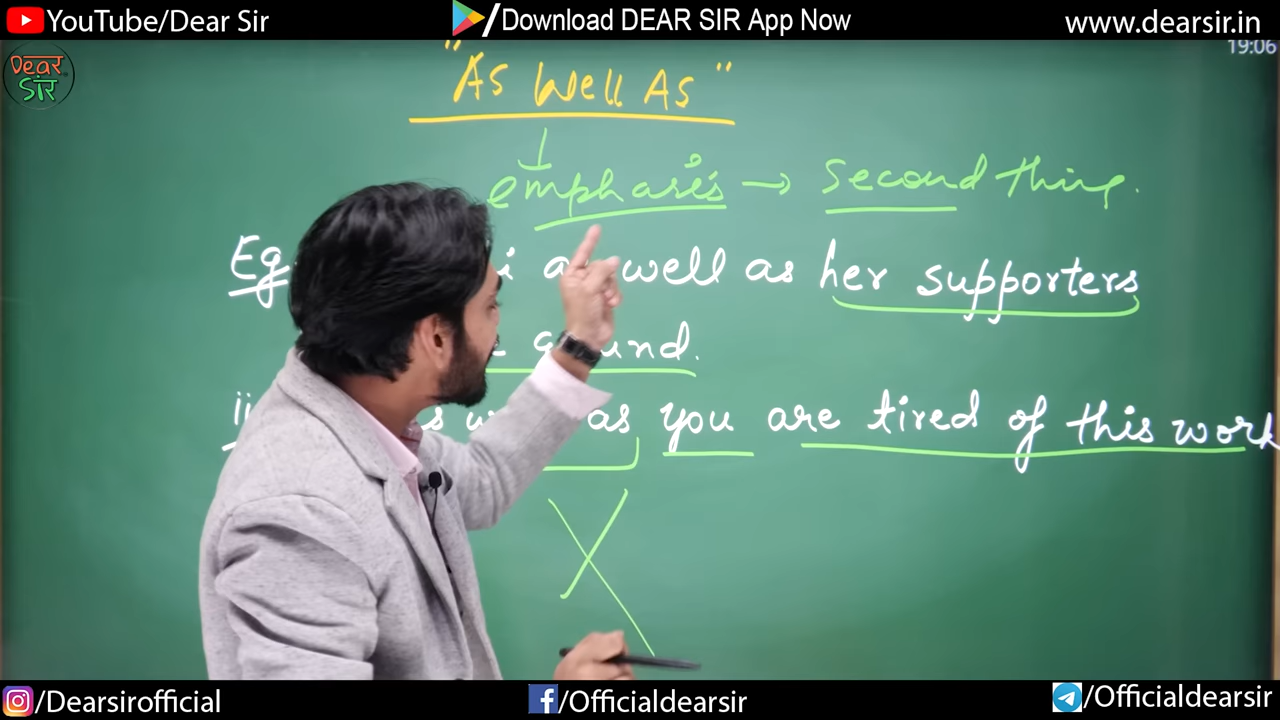 YouTube/Dear Sir
/Download DEAR SIR App Now
www.dearsir.in
19:06
DEAR
SIR
"As Well As"
emphasis → second thing.
Eg. i as well as her supporters
ground.
ii as you are tired of this work
X
/Dearsirofficial
/Officialdearsir
/Officialdearsir